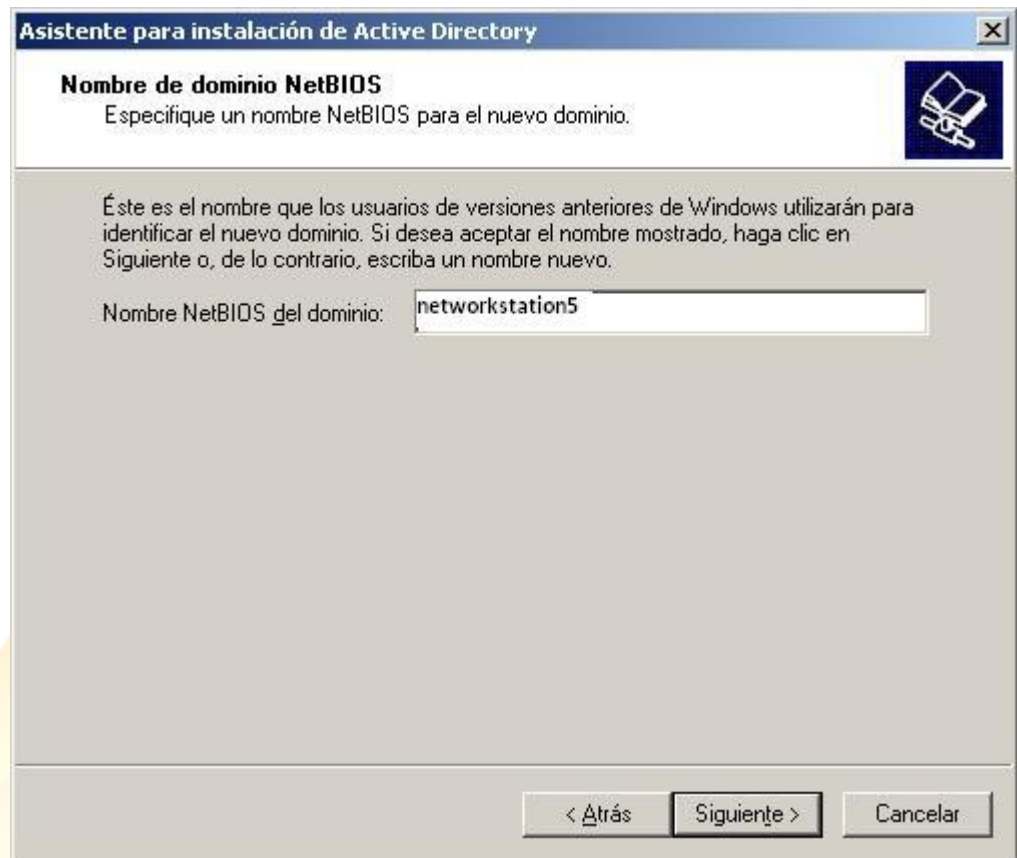 Asistente para instalación de Active Directory
Nombre de dominio NetBIOS
Especifique un nombre NetBIOS para el nuevo dominio.
Éste es el nombre que los usuarios de versiones anteriores de Windows utilizarán para
identificar el nuevo dominio. Si desea aceptar el nombre mostrado, haga clic en
Siguiente o, de lo contrario, escriba un nombre nuevo.
Nombre NetBIOS del dominio: networkstation5
< Atrás Siguiente > Cancelar